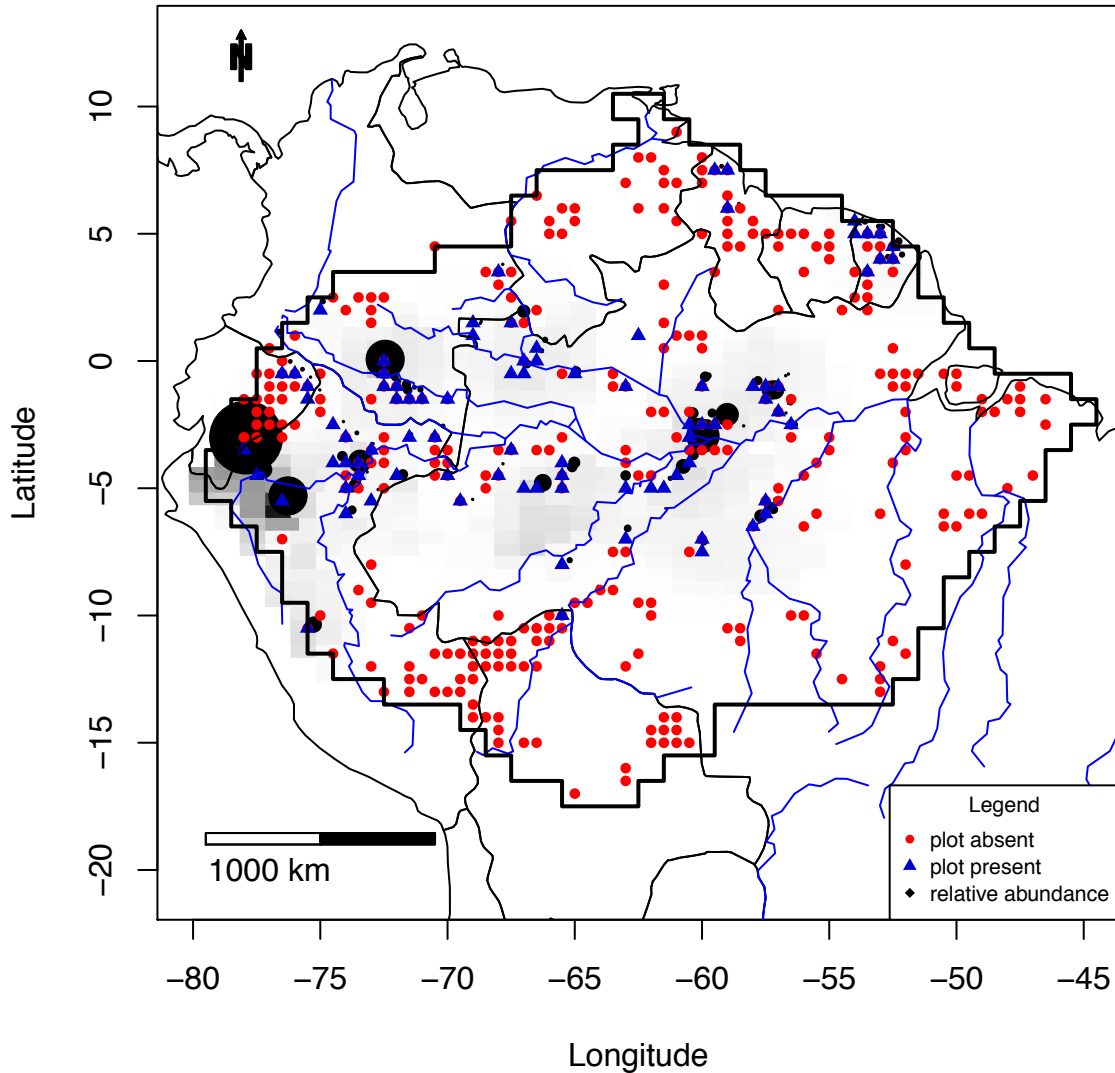 N
10
5
0
−5
−10
−15
−20
Latitude
1000 km
Legend
plot absent
plot present
relative abundance
−80
−75
−70
−65
−60
−55
−50
−45
Longitude